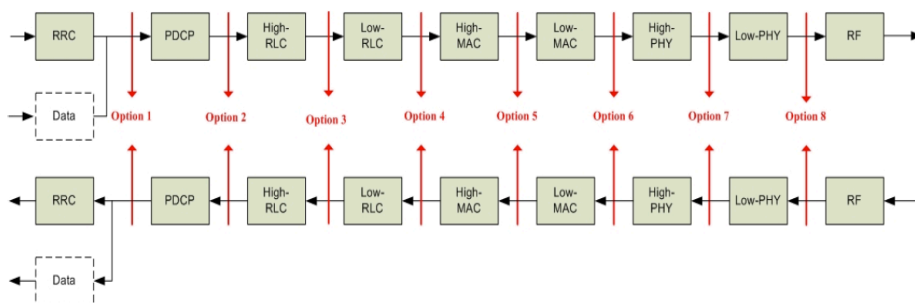 RRC
PDCP
High-
RLC
Low-
RLC
High-
MAC
Low-
MAC
High-
PHY
Low-PHY
RF
Data
Option 1
Option 2
Option 3
Option 4
Option 5
Option 6
Option 7
Option 8
RRC
PDCP
High-
RLC
Low-
RLC
High-
MAC
Low-
MAC
High-
PHY
Low-PHY
RF
Data